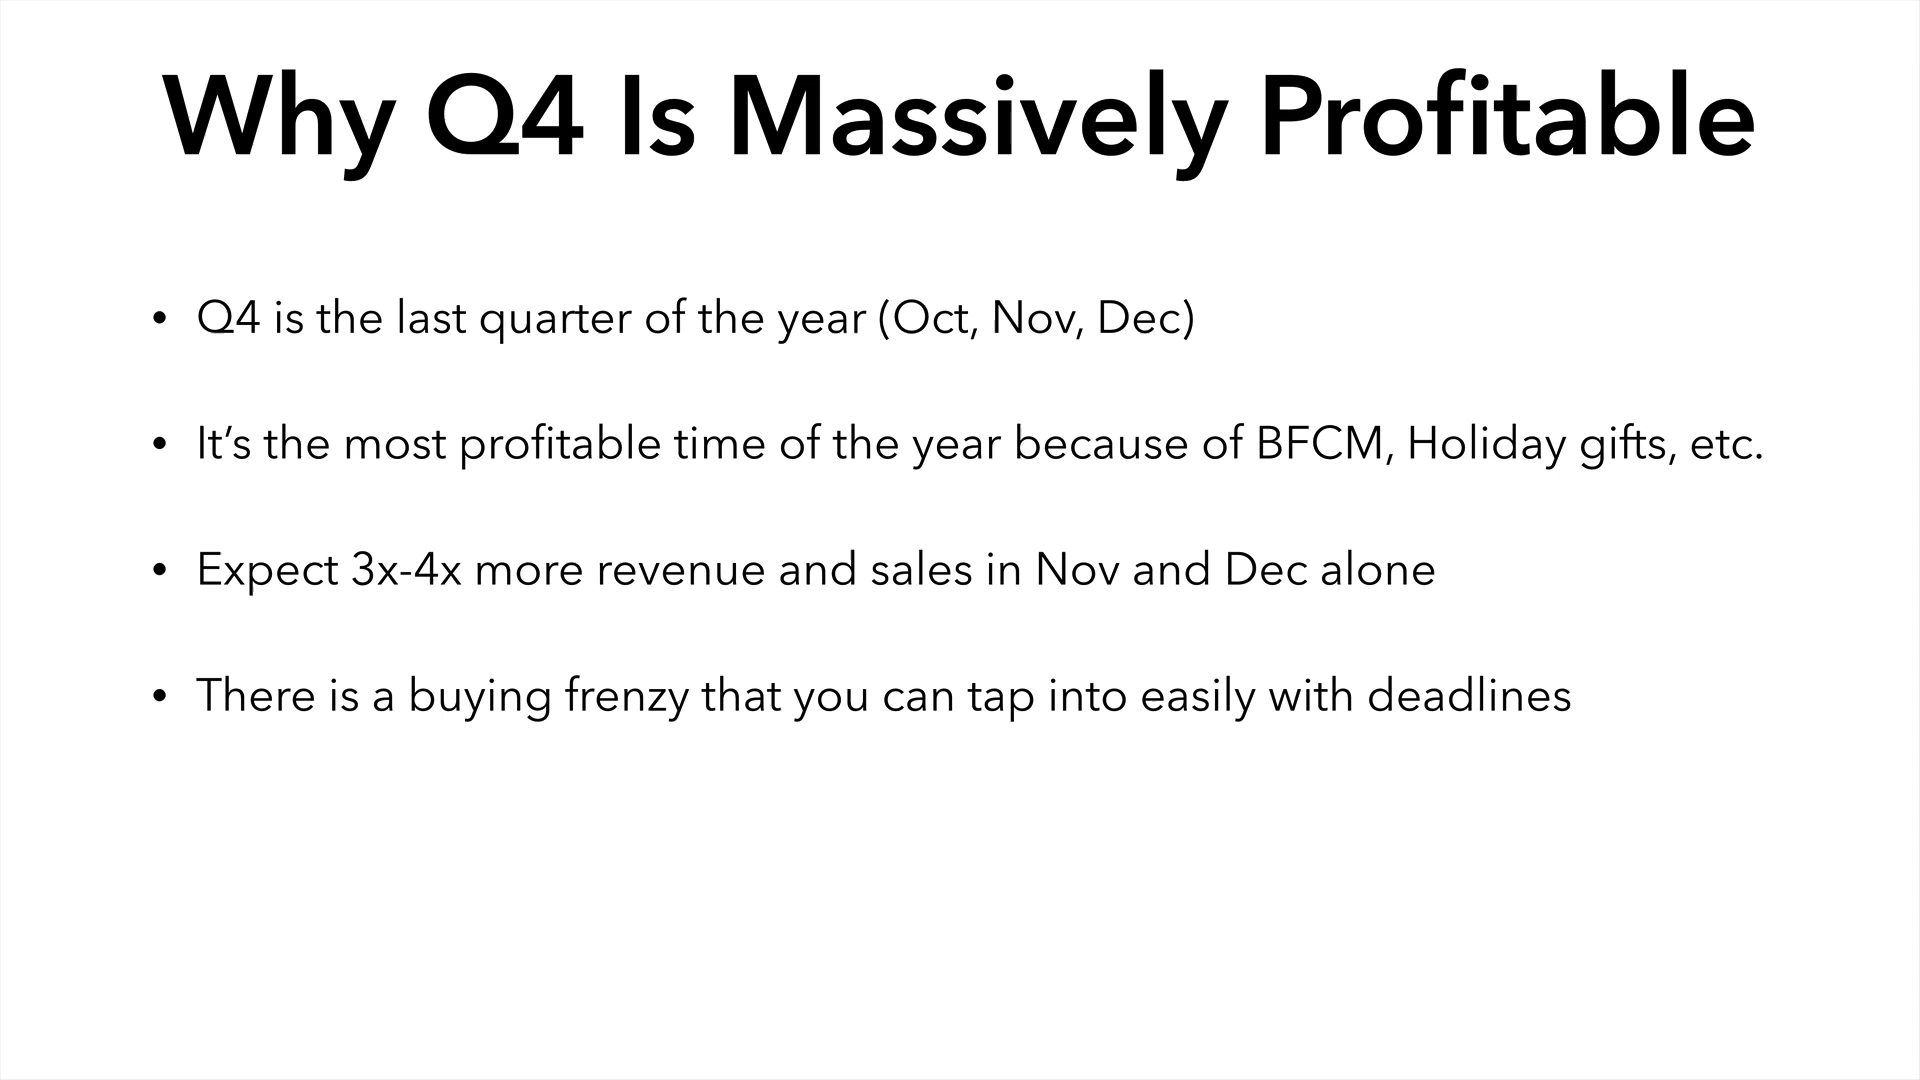 Why Q4 Is Massively Profitable
• Q4 is the last quarter of the year (Oct, Nov, Dec)
• It’s the most profitable time of the year because of BFCM, Holiday gifts, etc.
• Expect 3x-4x more revenue and sales in Nov and Dec alone
• There is a buying frenzy that you can tap into easily with deadlines